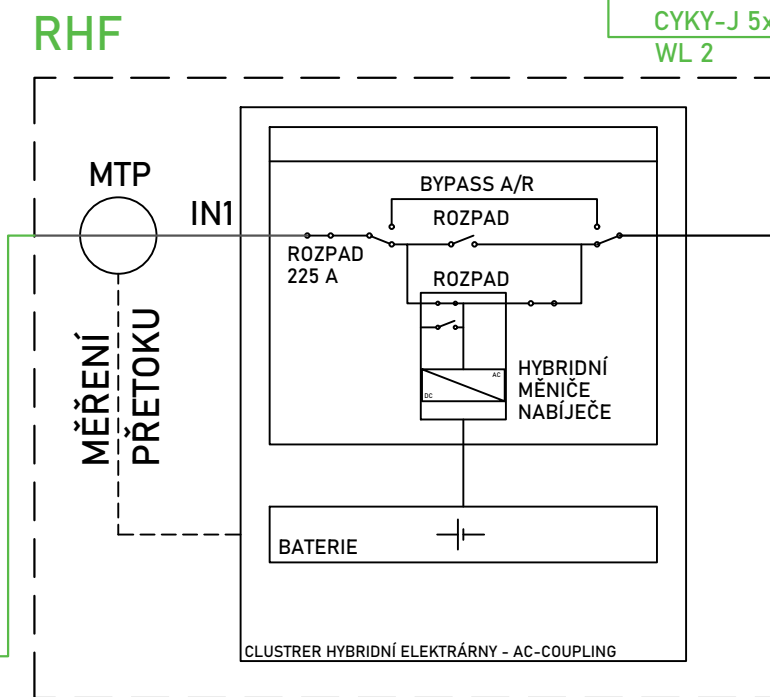 RHF
CYKY-J 5x
WL 2
MTP
IN1
BYPASS A/R
ROZPAD
ROZPAD
225 A
ROZPAD
MĚŘENÍ
PŘETOKU
AC
DC
HYBRIDNÍ
MĚNIČE
NABÍJEČE
BATERIE
CLUSTRER HYBRIDNÍ ELEKTRÁRNY - AC-COUPLING